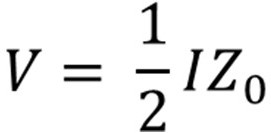 V = 1/2 IZ₀